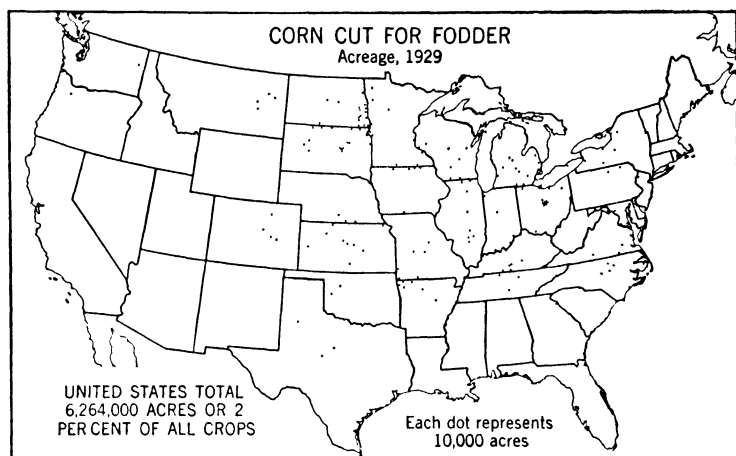 CORN CUT FOR FODDER
Acreage, 1929
UNITED STATES TOTAL
6,264,000 ACRES OR 2
PER CENT OF ALL CROPS
Each dot represents
10,000 acres